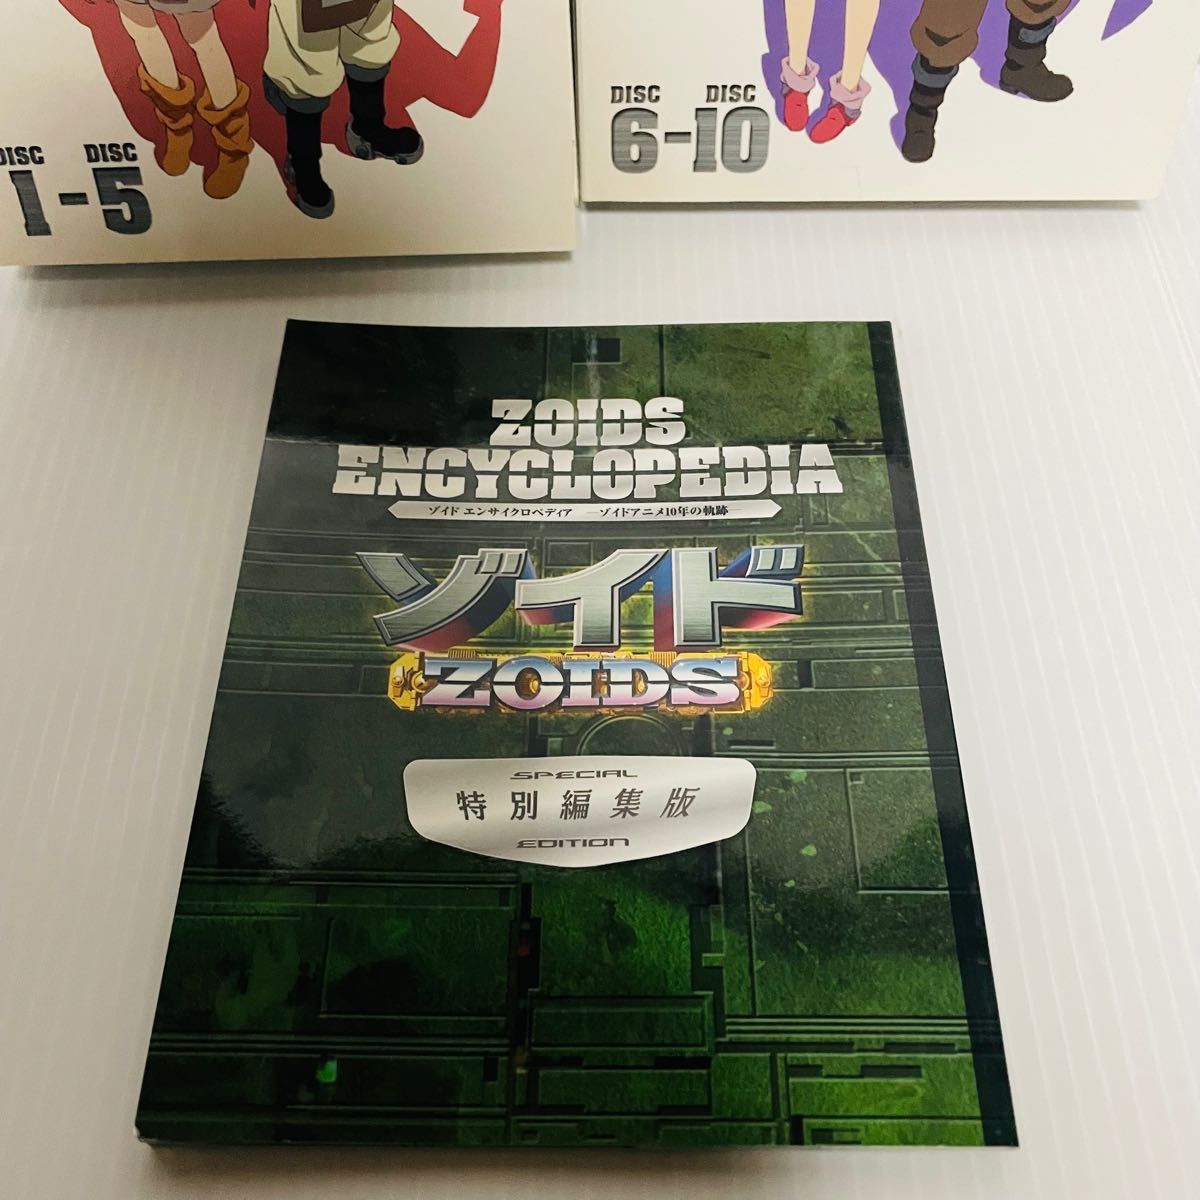 DISC DISC
1-5
DISC DISC
6-10
ZOIDS
ENCYCLOPEDIA
ゾイド エンサイクロペディア ―ゾイドアニメ10年の軌跡―
ゾイド
ZOIDS
SPECIAL
特別編集版
EDITION